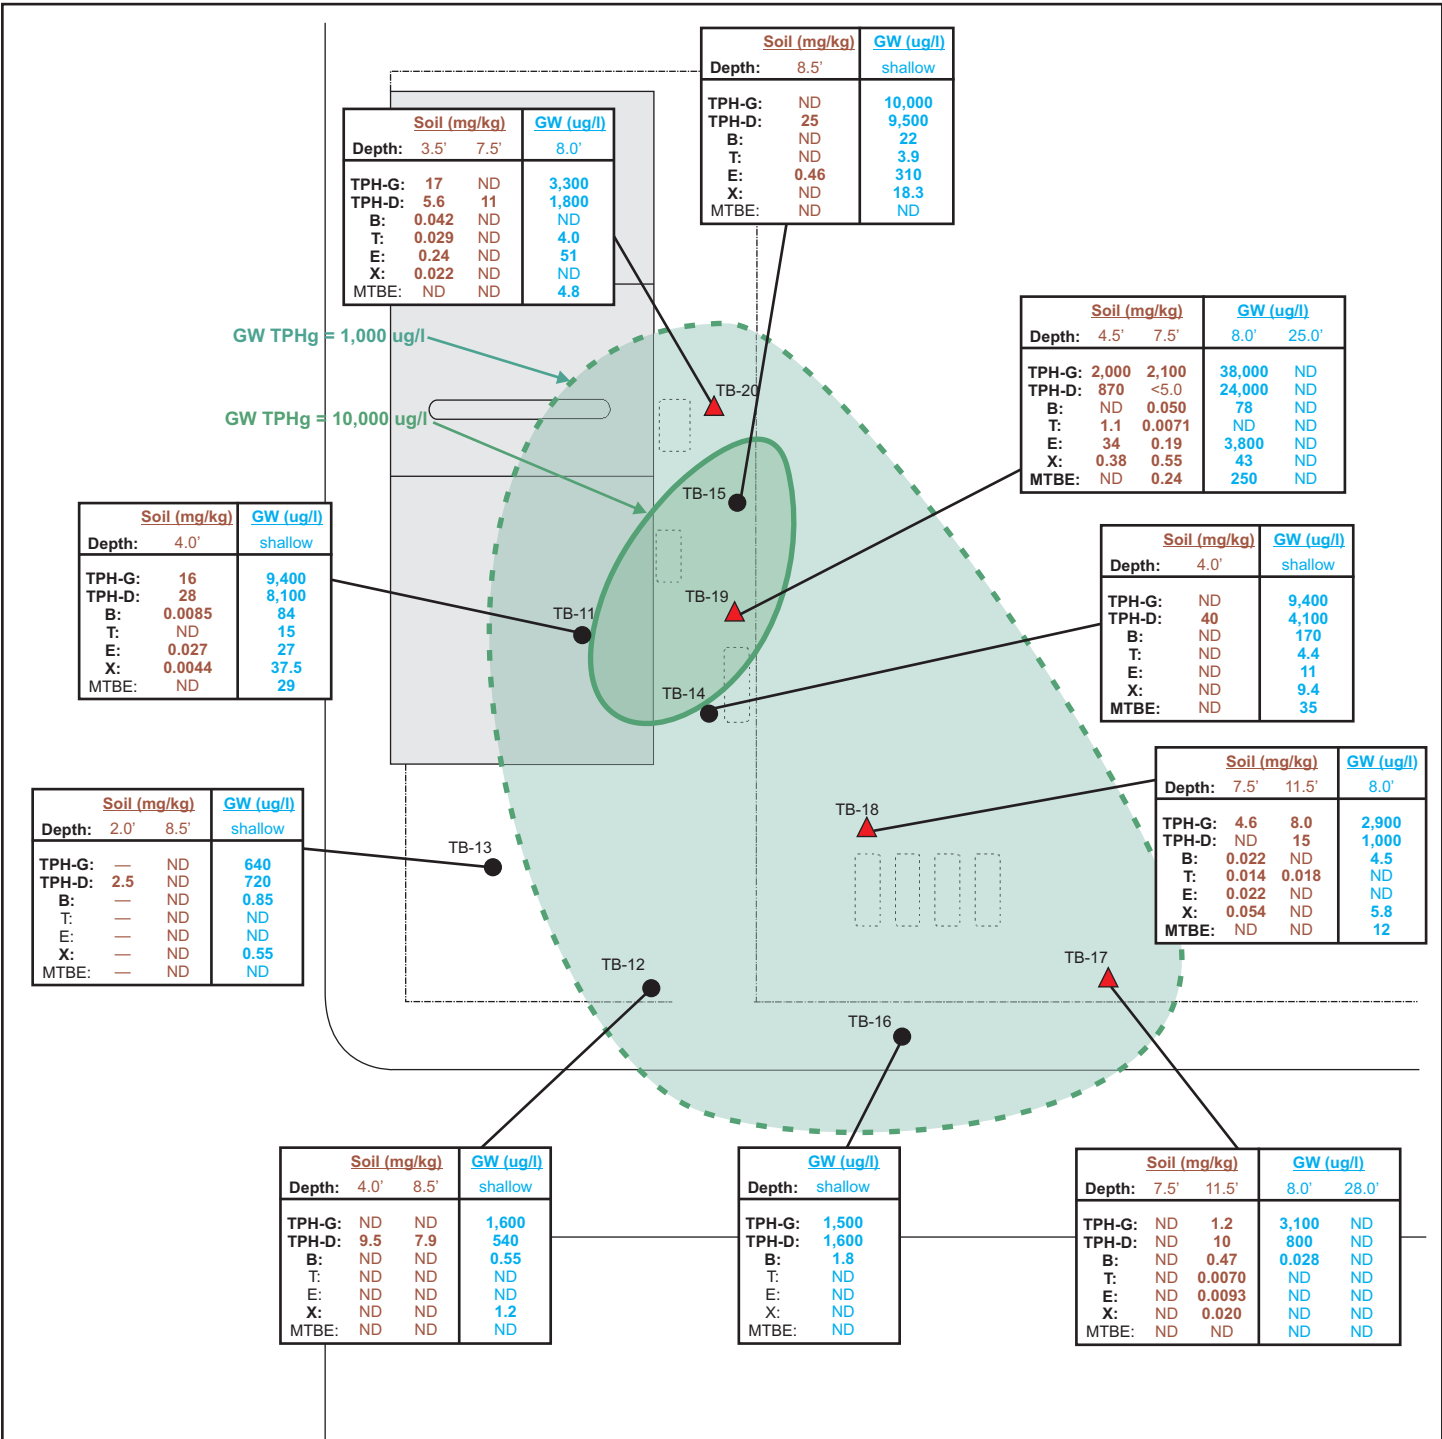 Soil (mg/kg) GW (ug/l)
Depth: 8.5' shallow
TPH-G: ND 10,000
TPH-D: 25 9,500
B: ND 22
T: ND 3.9
E: 0.46 310
X: ND 18.3
MTBE: ND ND
Soil (mg/kg) GW (ug/l)
Depth: 3.5' 7.5' 8.0'
TPH-G: 17 ND 3,300
TPH-D: 5.6 11 1,800
B: 0.042 ND ND
T: 0.029 ND 4.0
E: 0.24 ND 51
X: 0.022 ND ND
MTBE: ND ND 4.8
Soil (mg/kg) GW (ug/l)
Depth: 4.5' 7.5' 8.0' 25.0'
TPH-G: 2,000 2,100 38,000 ND
TPH-D: 870 <5.0 24,000 ND
B: ND 0.050 78 ND
T: 1.1 0.0071 ND ND
E: 34 0.19 3,800 ND
X: 0.38 0.55 43 ND
MTBE: ND 0.24 250 ND
GW TPHg = 1,000 ug/l
GW TPHg = 10,000 ug/l
TB-20
TB-15
TB-19
TB-11
TB-14
Soil (mg/kg) GW (ug/l)
Depth: 4.0' shallow
TPH-G: 16 9,400
TPH-D: 28 8,100
B: 0.0085 84
T: ND 15
E: 0.027 27
X: 0.0044 37.5
MTBE: ND 29
Soil (mg/kg) GW (ug/l)
Depth: 4.0' shallow
TPH-G: ND 9,400
TPH-D: 40 4,100
B: ND 170
T: ND 4.4
E: ND 11
X: ND 9.4
MTBE: ND 35
Soil (mg/kg) GW (ug/l)
Depth: 7.5' 11.5' 8.0'
TPH-G: 4.6 8.0 2,900
TPH-D: ND 15 1,000
B: 0.022 ND 4.5
T: 0.014 0.018 ND
E: 0.022 ND ND
X: 0.054 ND 5.8
MTBE: ND ND 12
Soil (mg/kg) GW (ug/l)
Depth: 2.0' 8.5' shallow
TPH-G: — ND 640
TPH-D: 2.5 ND 720
B: — ND 0.85
T: — ND ND
E: — ND ND
X: — ND 0.55
MTBE: — ND ND
TB-18
TB-13
TB-12
TB-17
TB-16
Soil (mg/kg) GW (ug/l)
Depth: 4.0' 8.5' shallow
TPH-G: ND ND 1,600
TPH-D: 9.5 7.9 540
B: ND ND 0.55
T: ND ND ND
E: ND ND ND
X: ND ND 1.2
MTBE: ND ND ND
GW (ug/l)
Depth: shallow
TPH-G: 1,500
TPH-D: 1,600
B: 1.8
T: ND
E: ND
X: ND
MTBE: ND
Soil (mg/kg) GW (ug/l)
Depth: 7.5' 11.5' 8.0' 28.0'
TPH-G: ND 1.2 3,100 ND
TPH-D: ND 10 800 ND
B: ND 0.47 0.028 ND
T: ND 0.0070 ND ND
E: ND 0.0093 ND ND
X: ND 0.020 ND ND
MTBE: ND ND ND ND